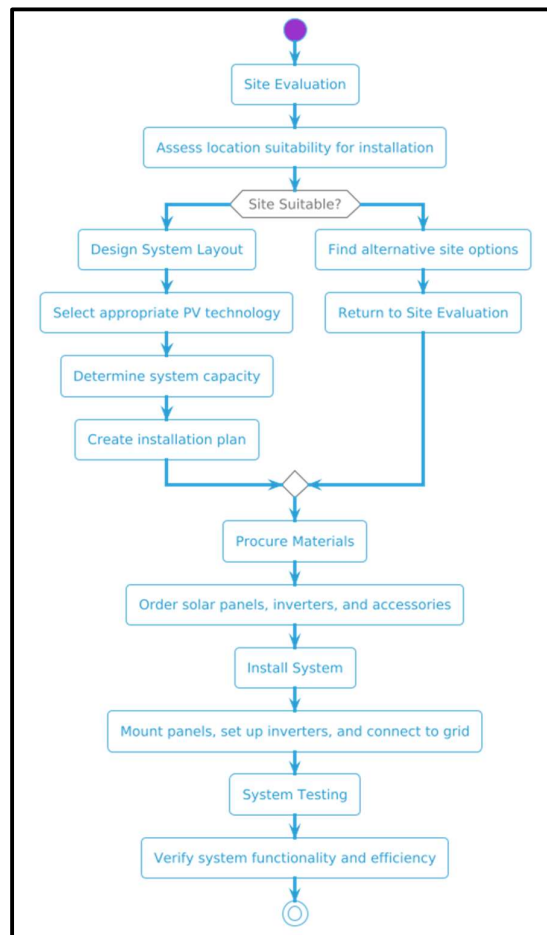 Site Evaluation
Assess location suitability for installation
Site Suitable?
Design System Layout
Find alternative site options
Select appropriate PV technology
Return to Site Evaluation
Determine system capacity
Create installation plan
Procure Materials
Order solar panels, inverters, and accessories
Install System
Mount panels, set up inverters, and connect to grid
System Testing
Verify system functionality and efficiency